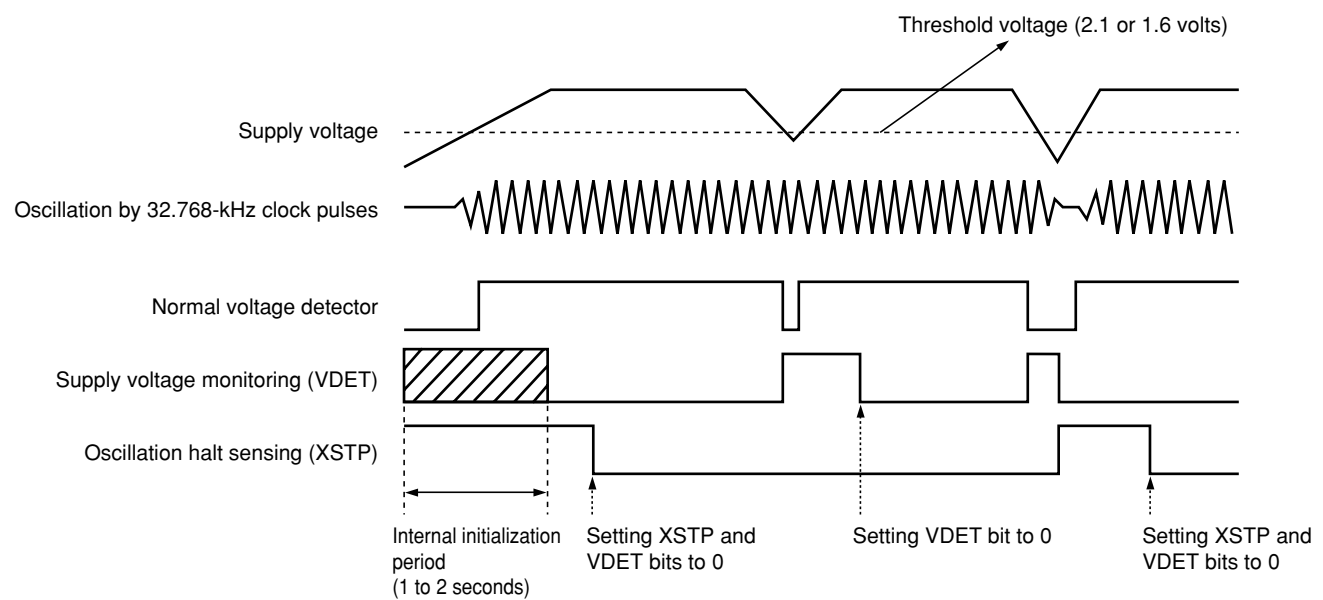 Threshold voltage (2.1 or 1.6 volts)
Supply voltage
Oscillation by 32.768-kHz clock pulses
Normal voltage detector
Supply voltage monitoring (VDET)
Oscillation halt sensing (XSTP)
Internal initialization
period
(1 to 2 seconds)
Setting XSTP and
VDET bits to 0
Setting VDET bit to 0
Setting XSTP and
VDET bits to 0